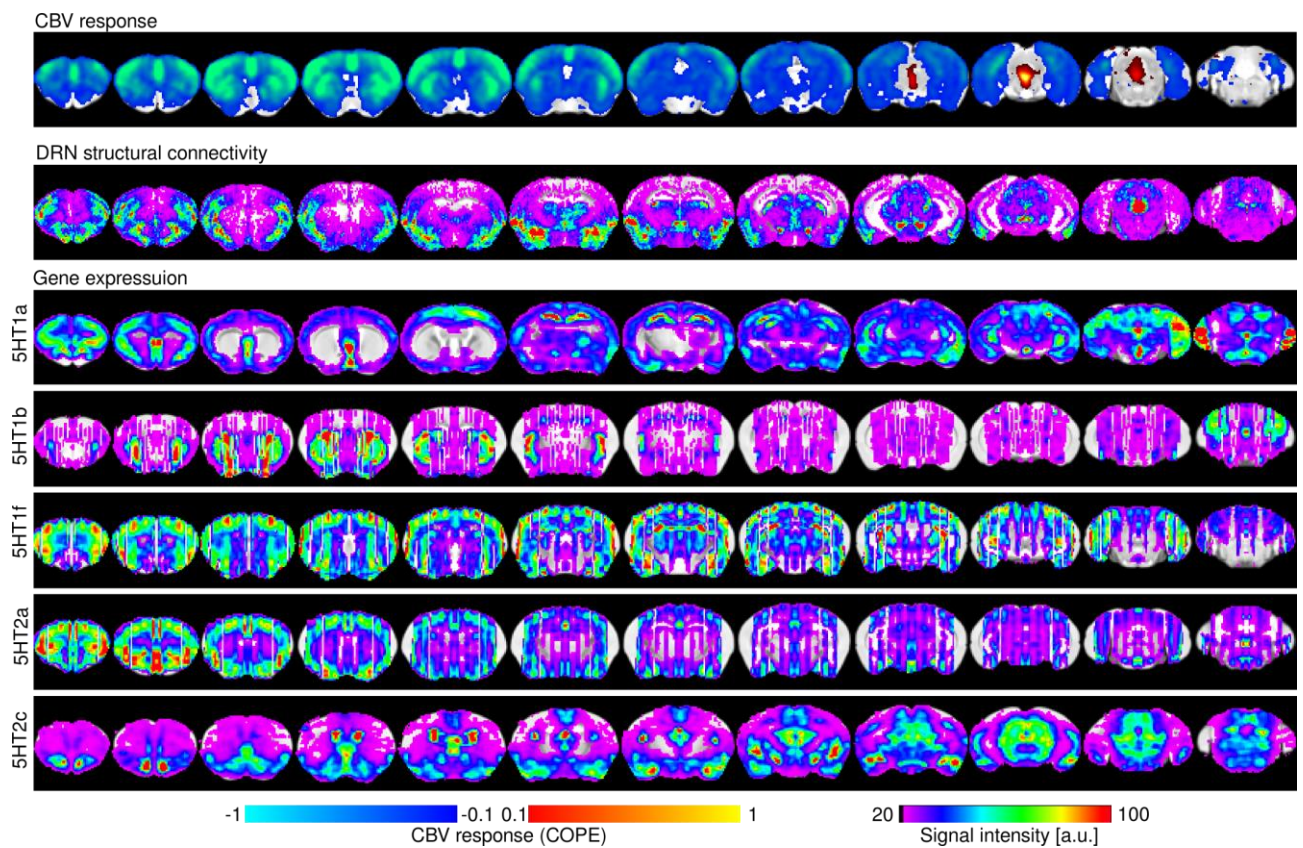 CBV response
DRN structural connectivity
Gene expressuion
5HT1a
5HT1b
5HT1f
5HT2a
5HT2c
-1 -0.1 0.1 1
CBV response (COPE)
20 100
Signal intensity [a.u.]